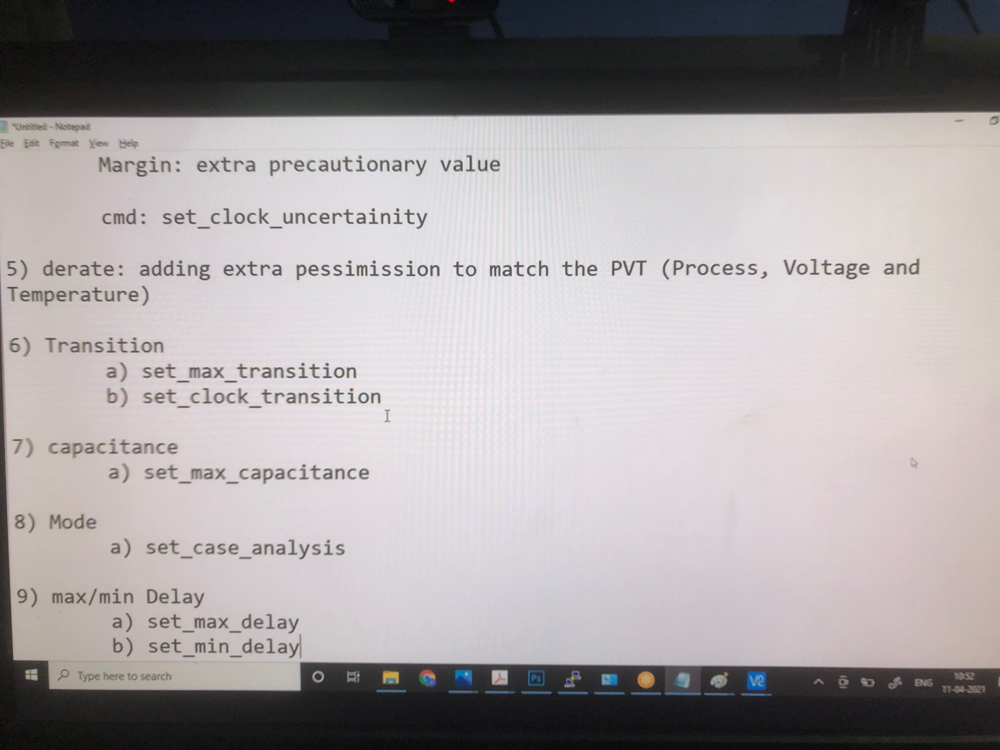 *Untitled - Notepad
File Edit Format View Help
Margin: extra precautionary value
cmd: set_clock_uncertainity
5) derate: adding extra pessimission to match the PVT (Process, Voltage and
Temperature)
6) Transition
a) set_max_transition
b) set_clock_transition
7) capacitance
a) set_max_capacitance
8) Mode
a) set_case_analysis
9) max/min Delay
a) set_max_delay
b) set_min_delay
Type here to search
Ps
V2
ENG
10:52
11-04-2021